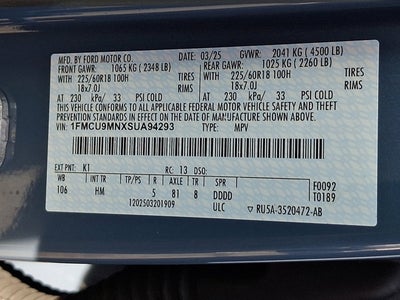 MFD. BY FORD MOTOR CO. 03/25 GVWR: 2041 KG ( 4500 LB)
FRONT GAWR: 1065 KG ( 2348 LB) REAR GAWR: 1025 KG ( 2260 LB)
WITH 225/60R18 100H TIRES WITH 225/60R18 100H TIRES
18x7.0J RIMS 18x7.0J RIMS
AT 230 kPa/ 33 PSI COLD AT 230 kPa/ 33 PSI COLD
THIS VEHICLE CONFORMS TO ALL APPLICABLE FEDERAL MOTOR VEHICLE SAFETY, BUMPER, AND
THEFT PREVENTION STANDARDS IN EFFECT ON THE DATE OF MANUFACTURE SHOWN ABOVE.
VIN: 1FMCU9MNXSUA94293 TYPE: MPV
EXT PNT: K1 RC: 13 DSO: F0092
WB INT TR TP/PS R AXLE TR SPR T0189
106 HM 5 81 8 DDDD
1202503201909 ULC RU5A-3520472-AB